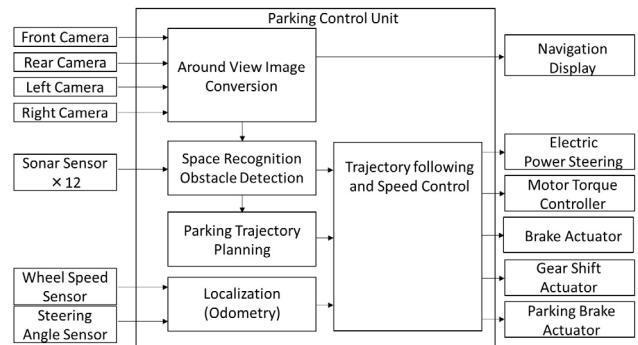 Parking Control Unit
Front Camera
Rear Camera
Left Camera
Right Camera
Around View Image
Conversion
Navigation
Display
Sonar Sensor
× 12
Space Recognition
Obstacle Detection
Trajectory following
and Speed Control
Electric
Power Steering
Motor Torque
Controller
Parking Trajectory
Planning
Brake Actuator
Wheel Speed
Sensor
Steering
Angle Sensor
Localization
(Odometry)
Gear Shift
Actuator
Parking Brake
Actuator